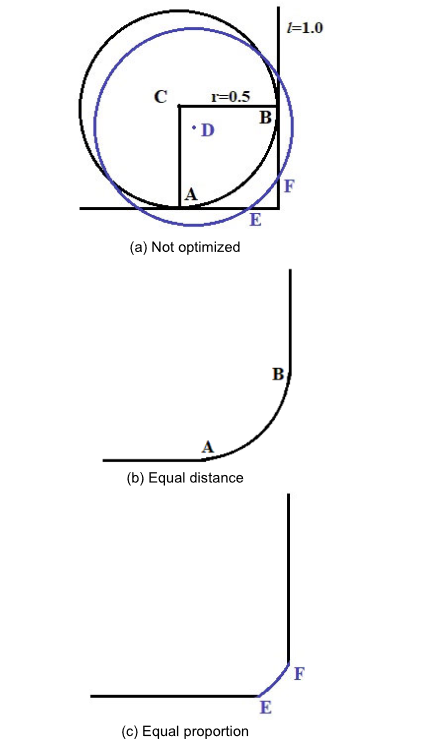 l=1.0
C
r=0.5
B
D
A
F
E
(a) Not optimized
B
A
(b) Equal distance
F
E
(c) Equal proportion